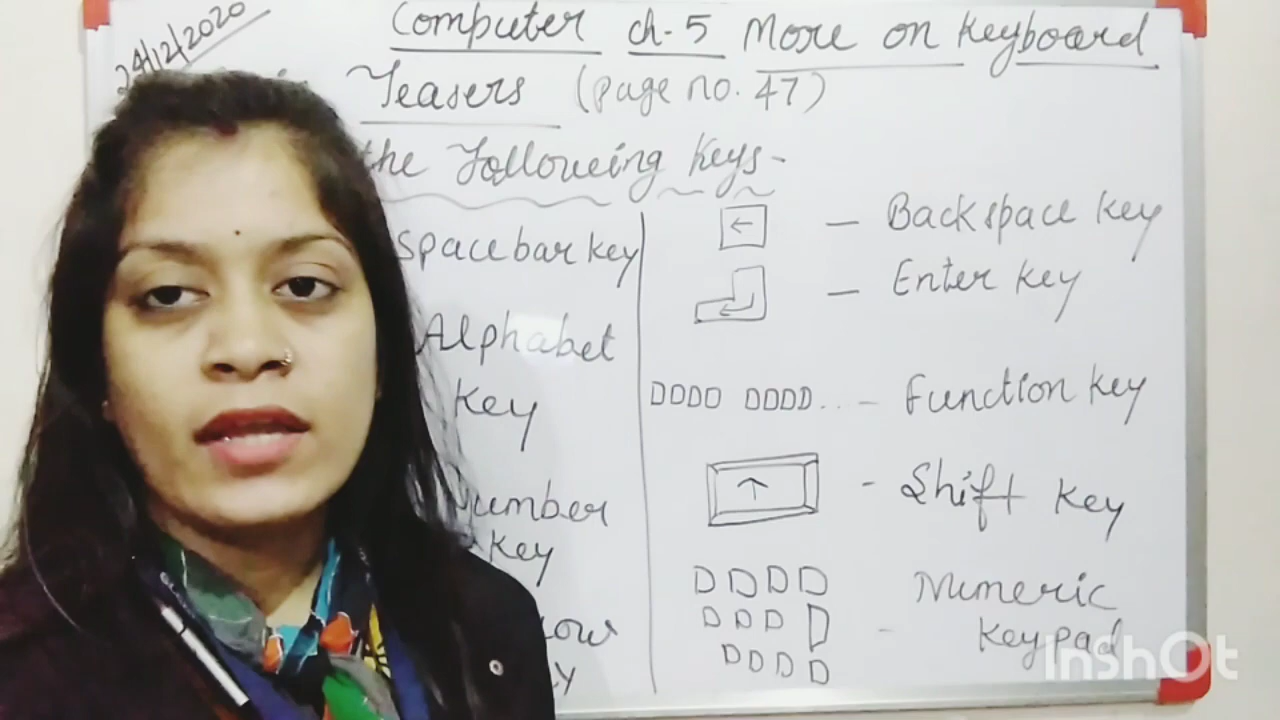 24/12/2020
Computer ch-5 More on Keyboard
Teasers (page no. 47)
the Following Keys-
Spacebar Key
Alphabet
Key
Number
Key
← - Backspace Key
Enter Key
Function Key
↑ - Shift Key
Numeric
Keypad
InshOt